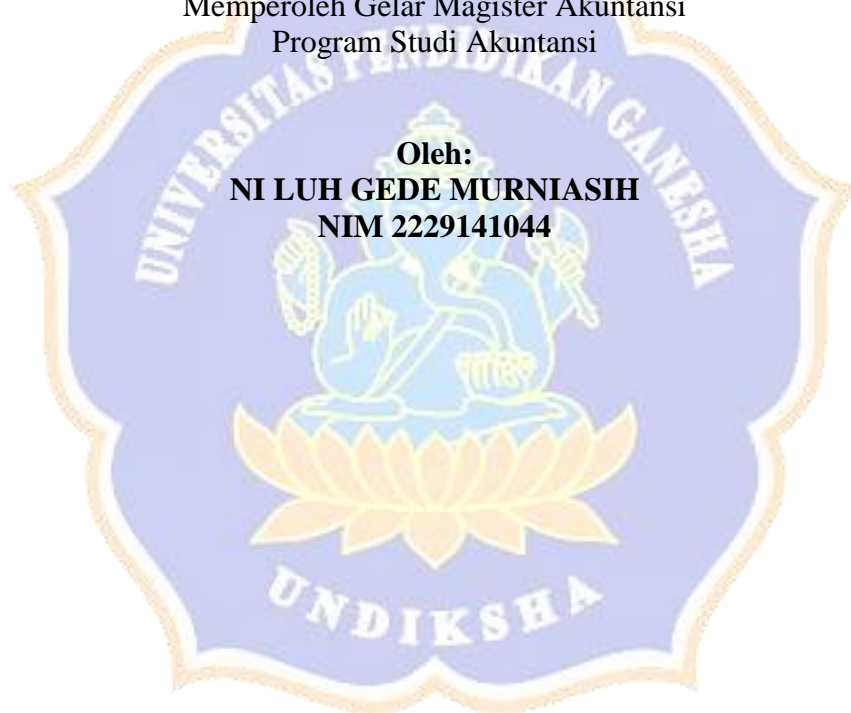 Memperoleh Gelar Magister Akuntansi
Program Studi Akuntansi
UNIVERSITAS PENDIDIKAN GANESHA
Oleh:
NI LUH GEDE MURNIASIH
NIM 2229141044
UNDIKSHA